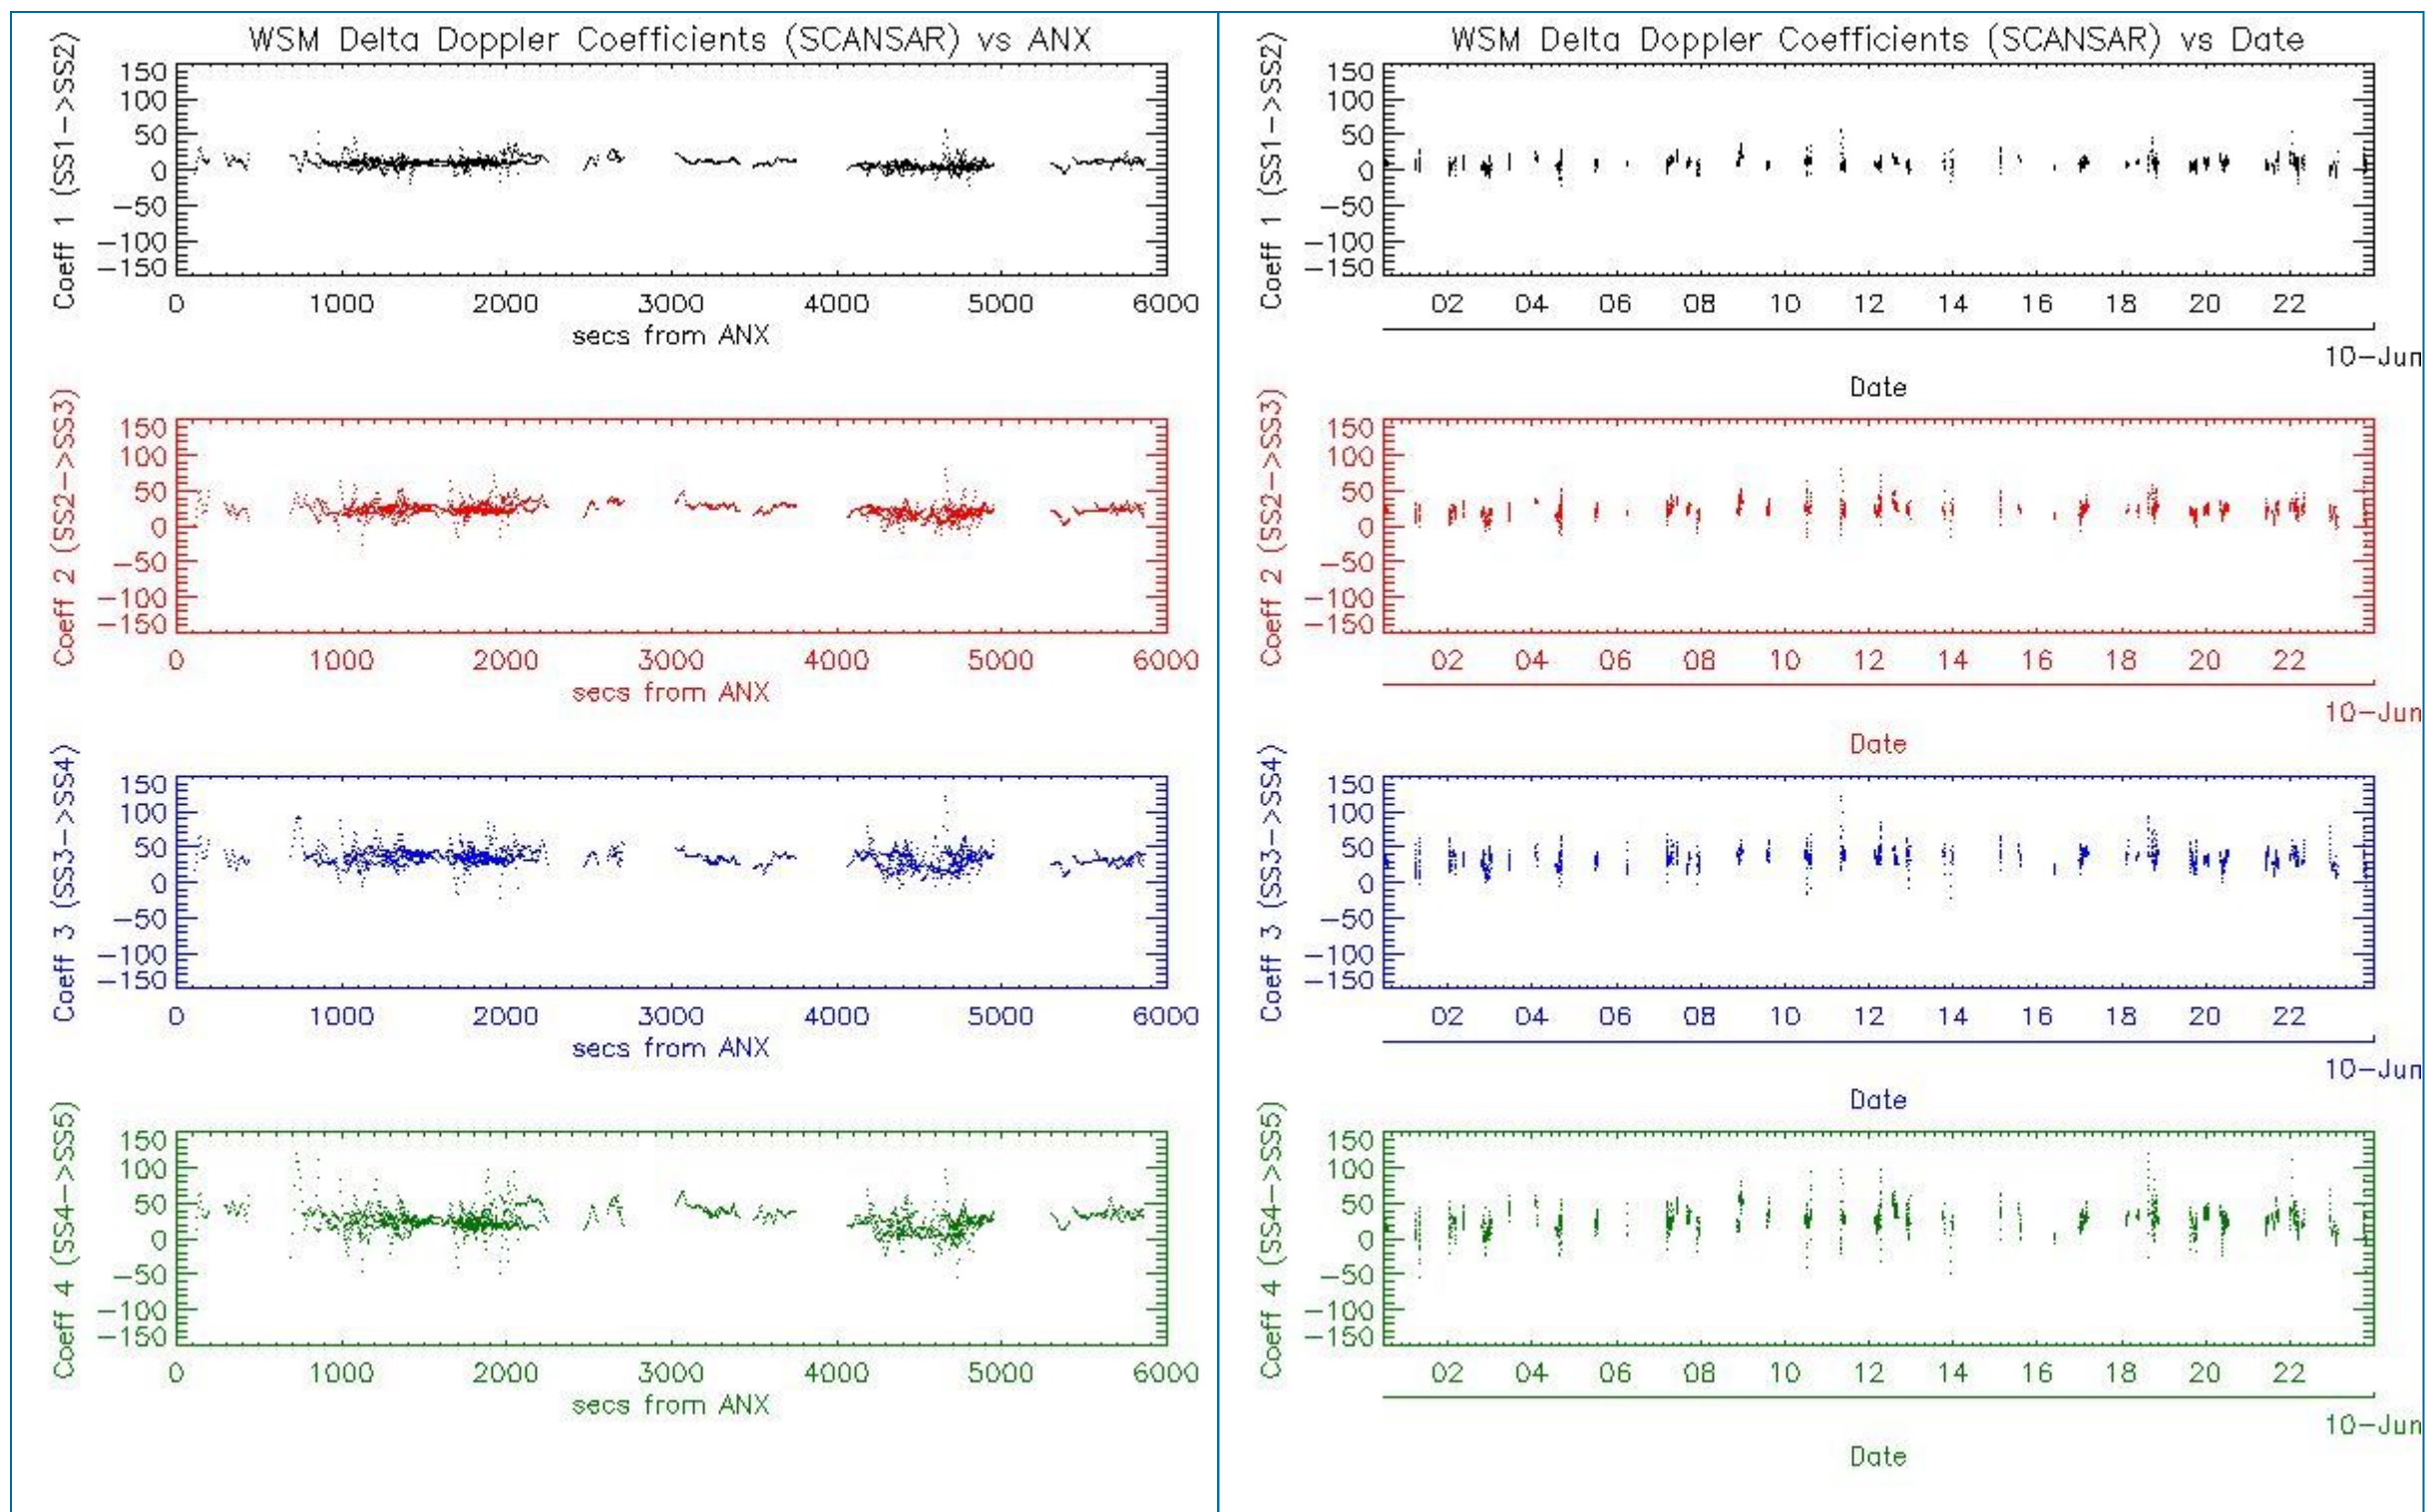 WSM Delta Doppler Coefficients (SCANSAR) vs ANX
Coeff 1 (SS1->SS2)
150
100
50
0
-50
-100
-150
0 1000 2000 3000 4000 5000 6000
secs from ANX
Coeff 2 (SS2->SS3)
150
100
50
0
-50
-100
-150
0 1000 2000 3000 4000 5000 6000
secs from ANX
Coeff 3 (SS3->SS4)
150
100
50
0
-50
-100
-150
0 1000 2000 3000 4000 5000 6000
secs from ANX
Coeff 4 (SS4->SS5)
150
100
50
0
-50
-100
-150
0 1000 2000 3000 4000 5000 6000
secs from ANX
WSM Delta Doppler Coefficients (SCANSAR) vs Date
Coeff 1 (SS1->SS2)
150
100
50
0
-50
-100
-150
02 04 06 08 10 12 14 16 18 20 22
10-Jun
Date
Coeff 2 (SS2->SS3)
150
100
50
0
-50
-100
-150
02 04 06 08 10 12 14 16 18 20 22
10-Jun
Date
Coeff 3 (SS3->SS4)
150
100
50
0
-50
-100
-150
02 04 06 08 10 12 14 16 18 20 22
10-Jun
Date
Coeff 4 (SS4->SS5)
150
100
50
0
-50
-100
-150
02 04 06 08 10 12 14 16 18 20 22
10-Jun
Date